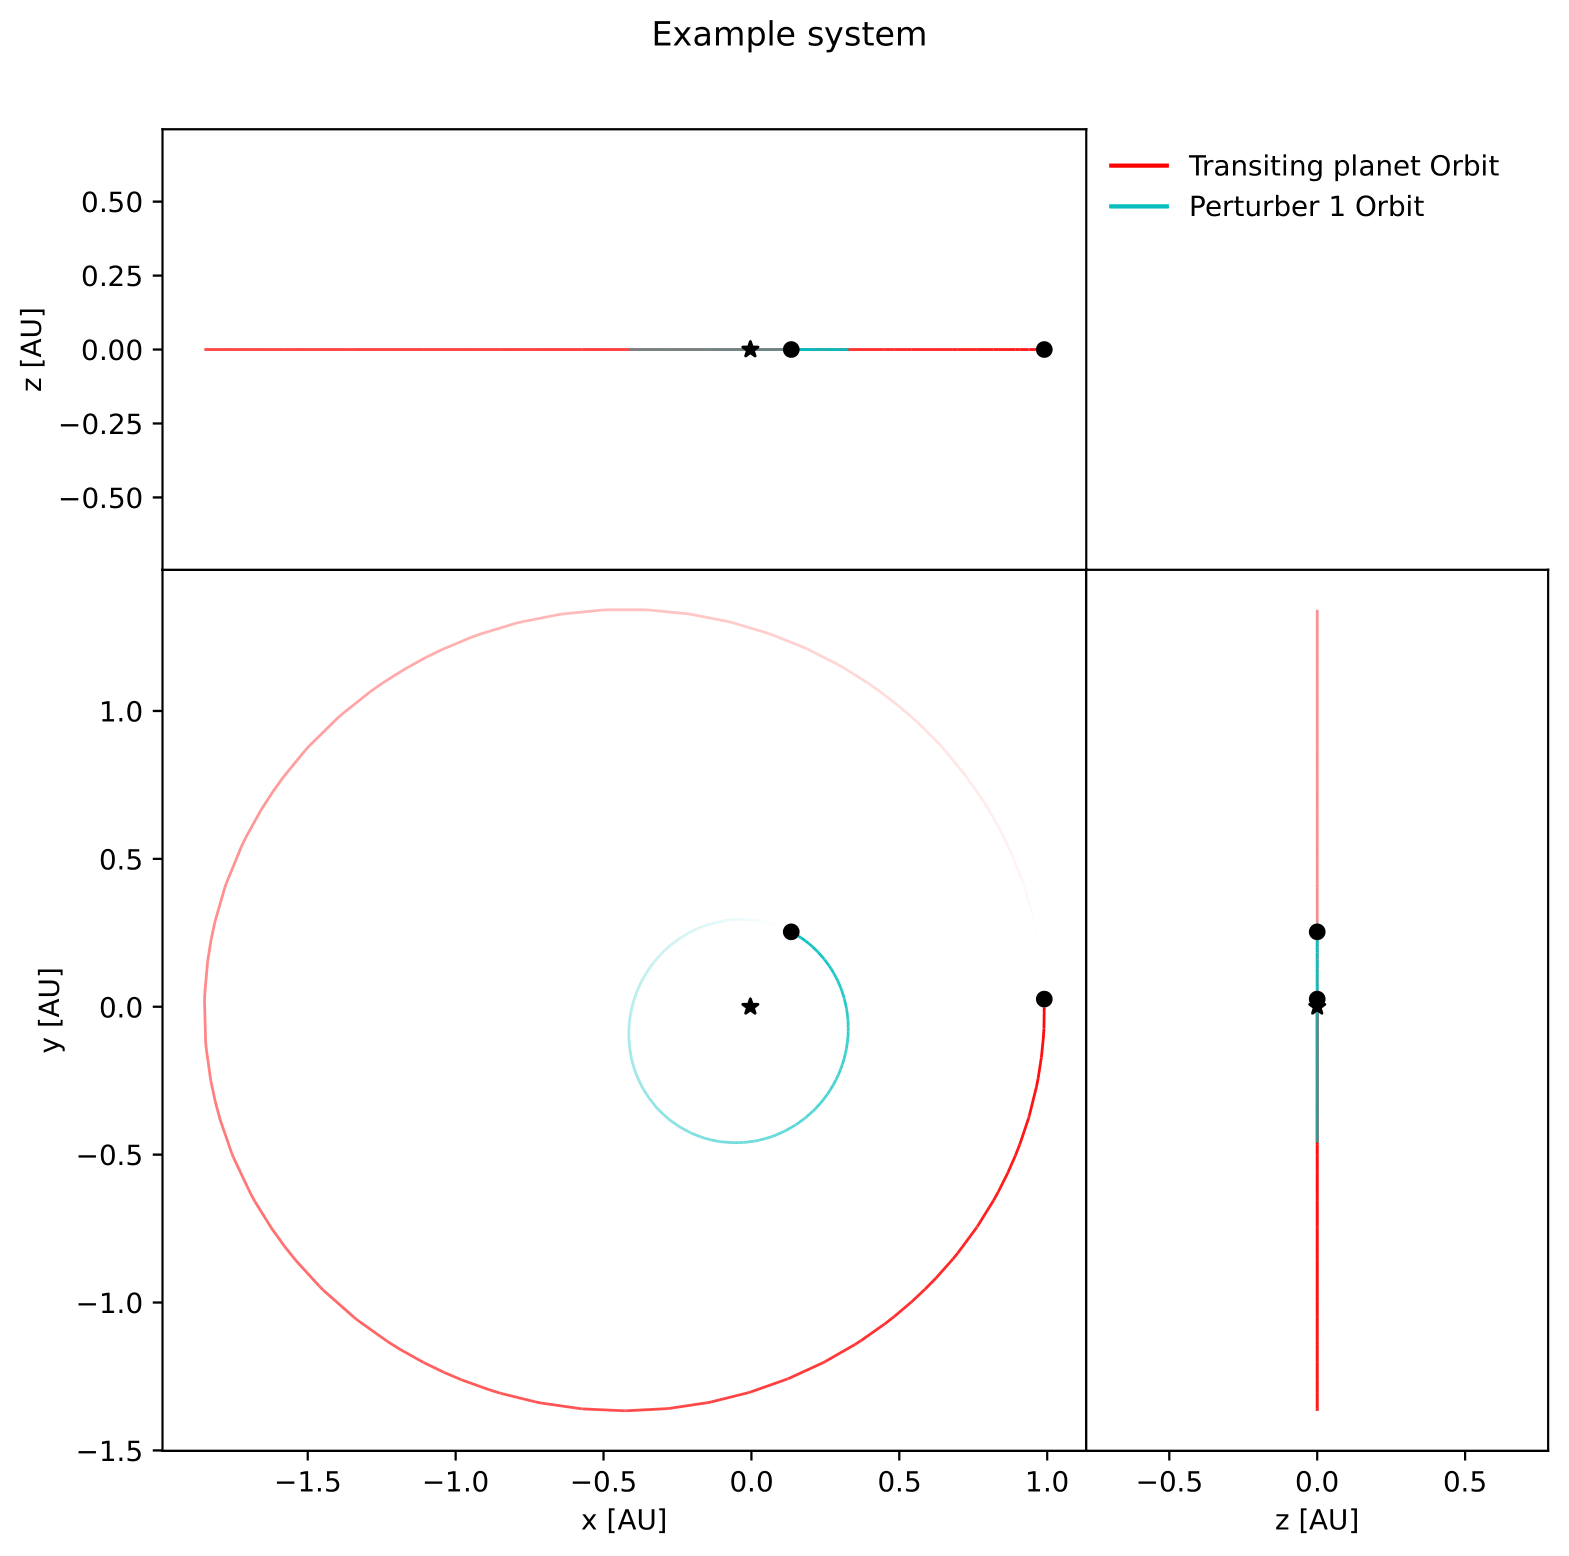 Example system
Transiting planet Orbit
Perturber 1 Orbit
z [AU]
0.50
0.25
0.00
−0.25
−0.50
y [AU]
1.0
0.5
0.0
−0.5
−1.0
−1.5
−1.5 −1.0 −0.5 0.0 0.5 1.0
x [AU]
−0.5 0.0 0.5
z [AU]